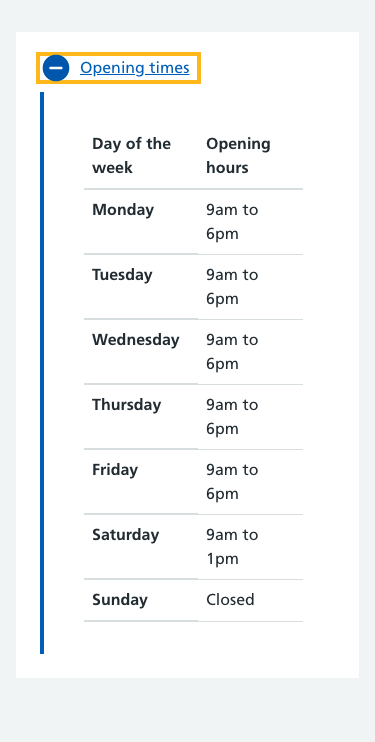 Opening times
Day of the Opening
week hours
Monday 9am to
6pm
Tuesday 9am to
6pm
Wednesday 9am to
6pm
Thursday 9am to
6pm
Friday 9am to
6pm
Saturday 9am to
1pm
Sunday Closed